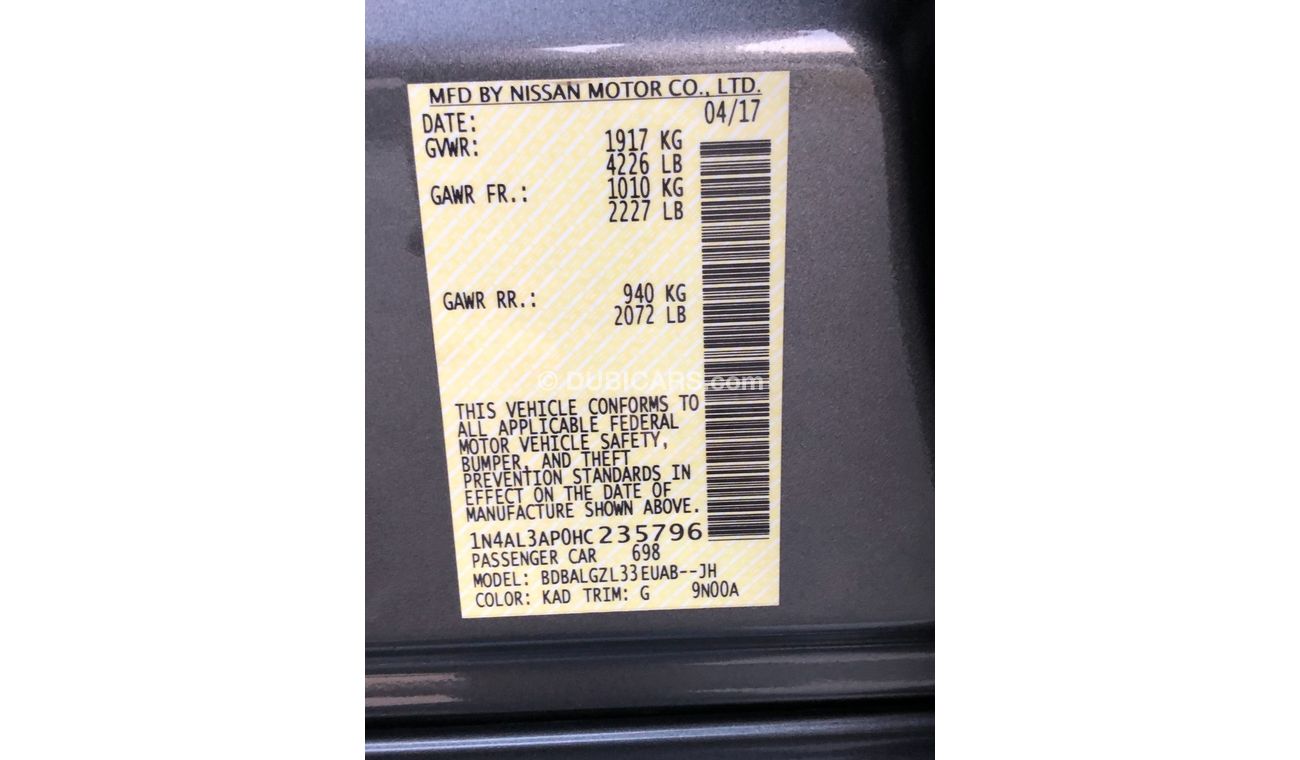 MFD BY NISSAN MOTOR CO., LTD.
DATE: 04/17
GVWR: 1917 KG
4226 LB
GAWR FR.: 1010 KG
2227 LB
GAWR RR.: 940 KG
2072 LB
© DUBICARS.com
THIS VEHICLE CONFORMS TO
ALL APPLICABLE FEDERAL
MOTOR VEHICLE SAFETY,
BUMPER, AND THEFT
PREVENTION STANDARDS IN
EFFECT ON THE DATE OF
MANUFACTURE SHOWN ABOVE.
1N4AL3AP0HC235796
PASSENGER CAR 698
MODEL: BDBALGZL33EUAB--JH
COLOR: KAD TRIM: G 9N00A